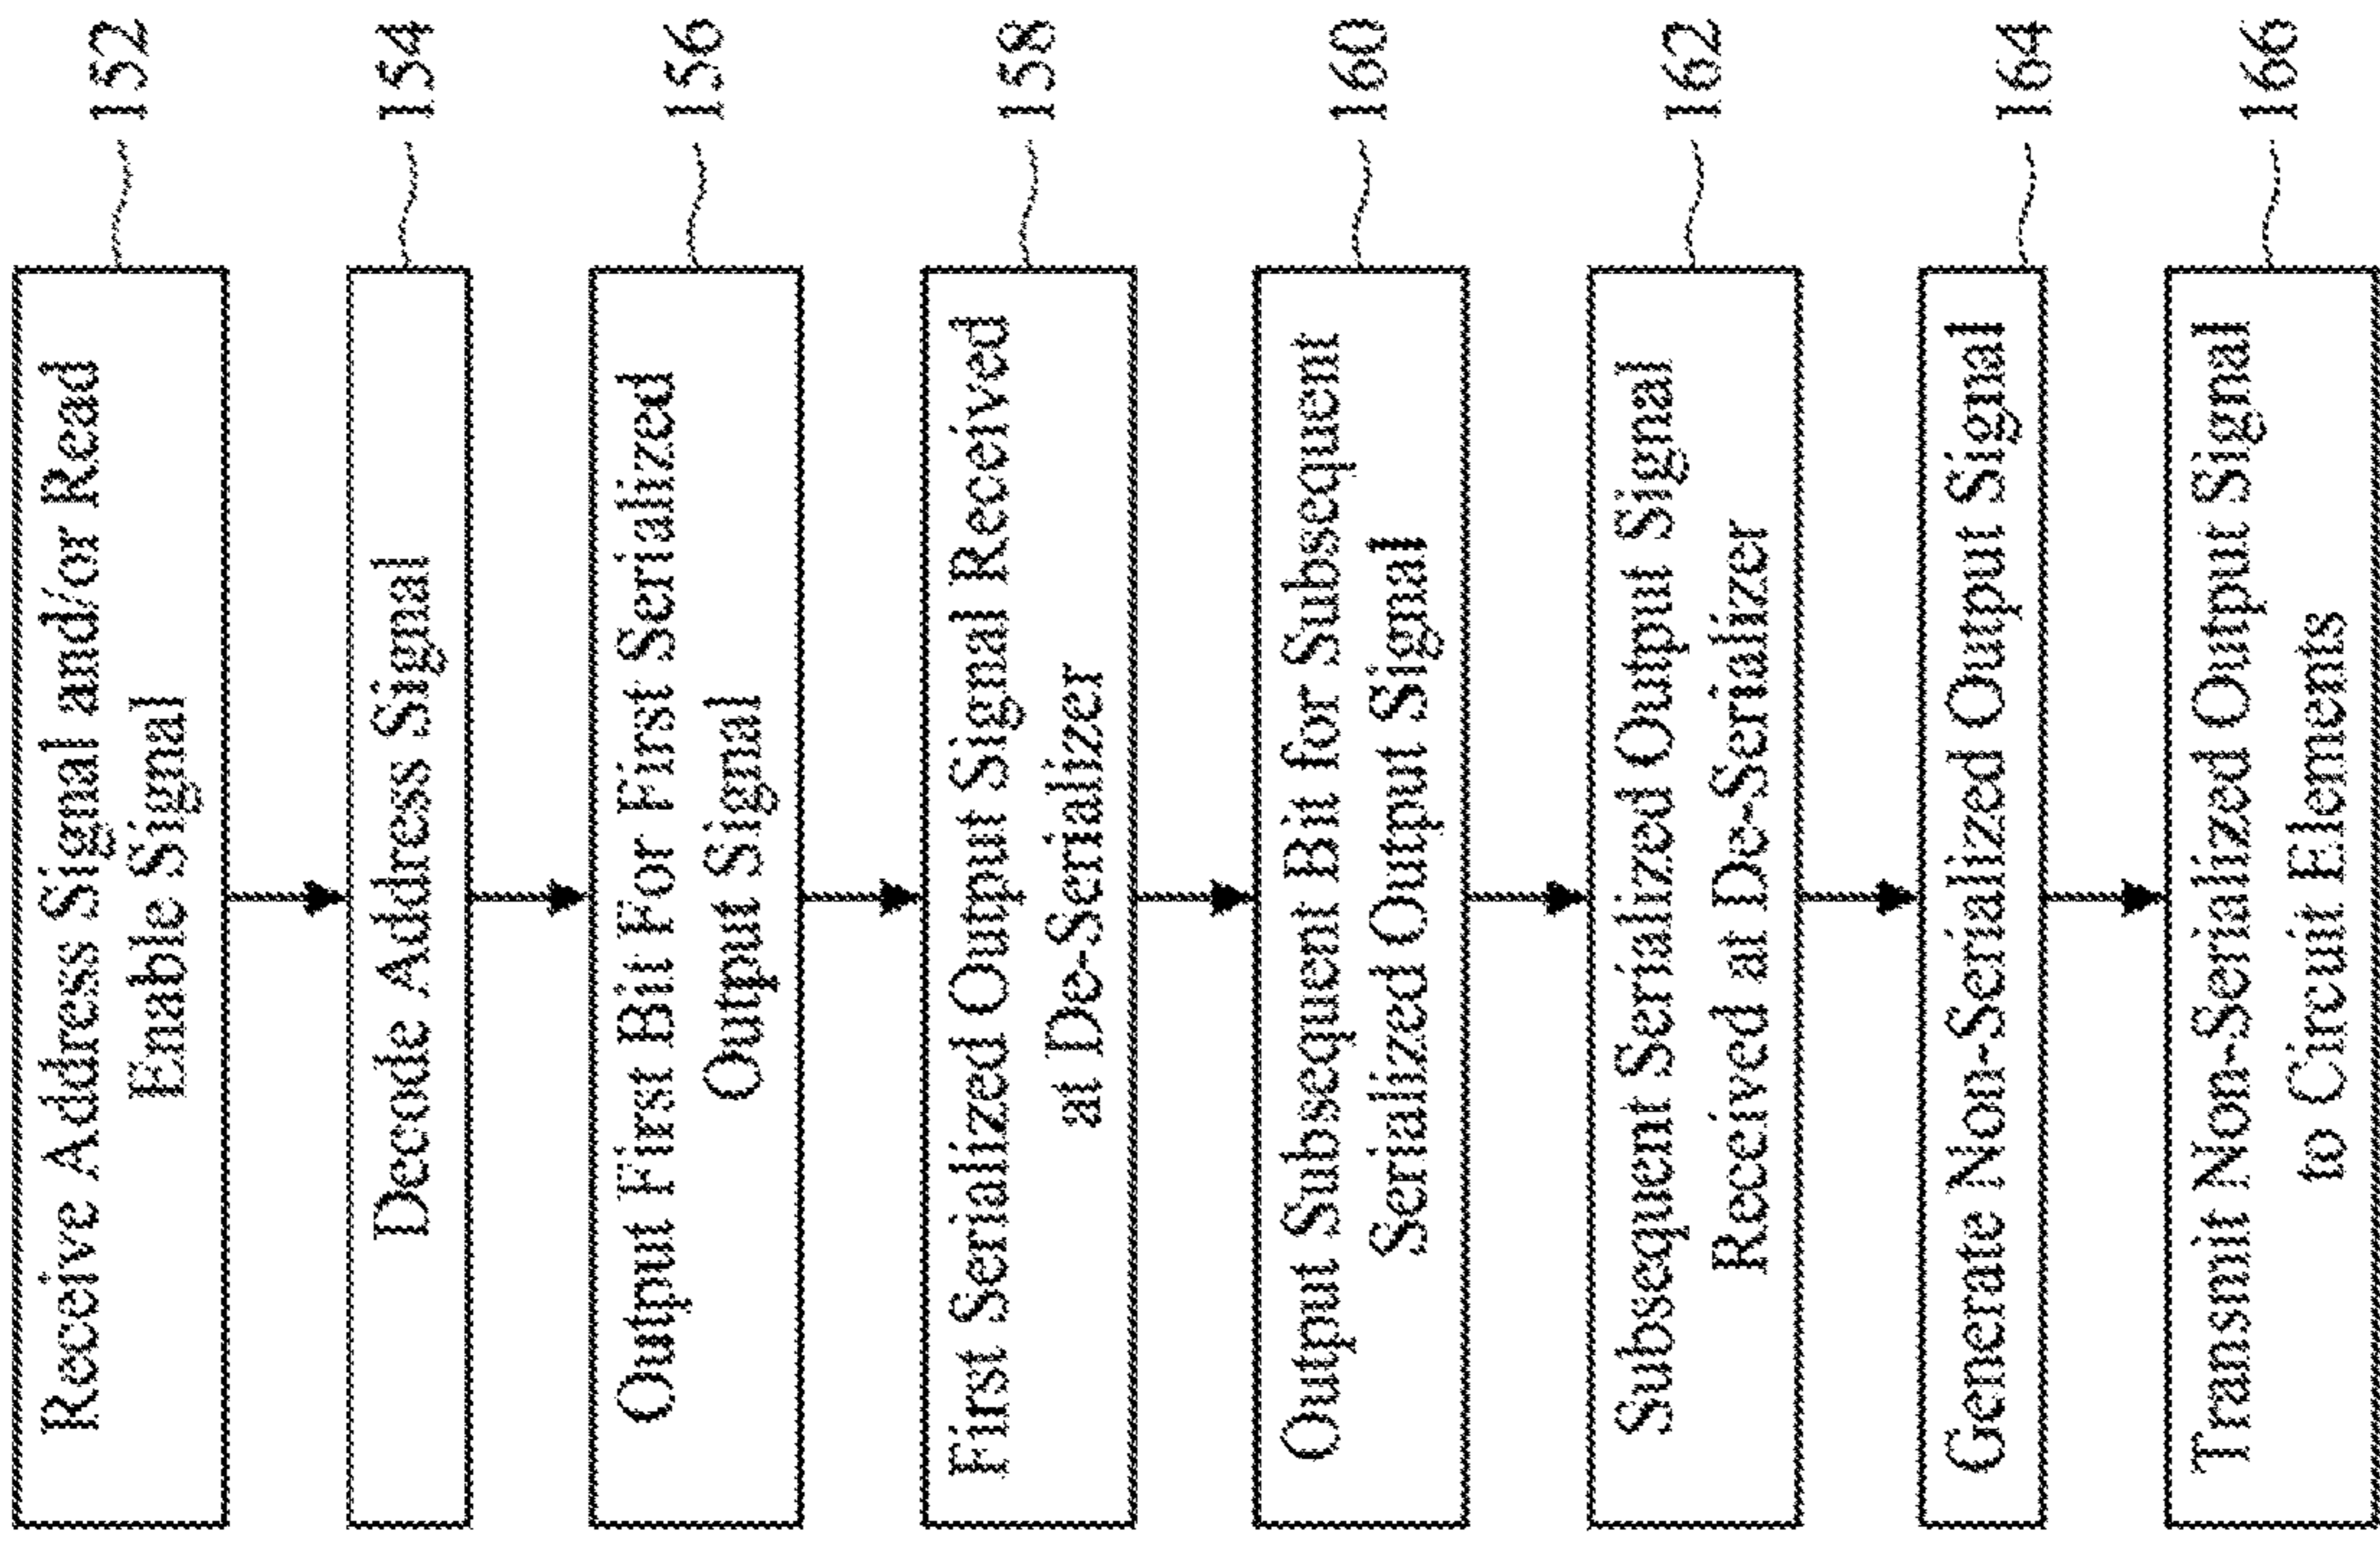 Receive Address Signal and/or Read
Enable Signal
152
Decode Address Signal
154
Output First Bit For First Serialized
Output Signal
156
First Serialized Output Signal Received
at De-Serializer
158
Output Subsequent Bit for Subsequent
Serialized Output Signal
160
Subsequent Serialized Output Signal
Received at De-Serializer
162
Generate Non-Serialized Output Signal
164
Transmit Non-Serialized Output Signal
to Circuit Elements
166